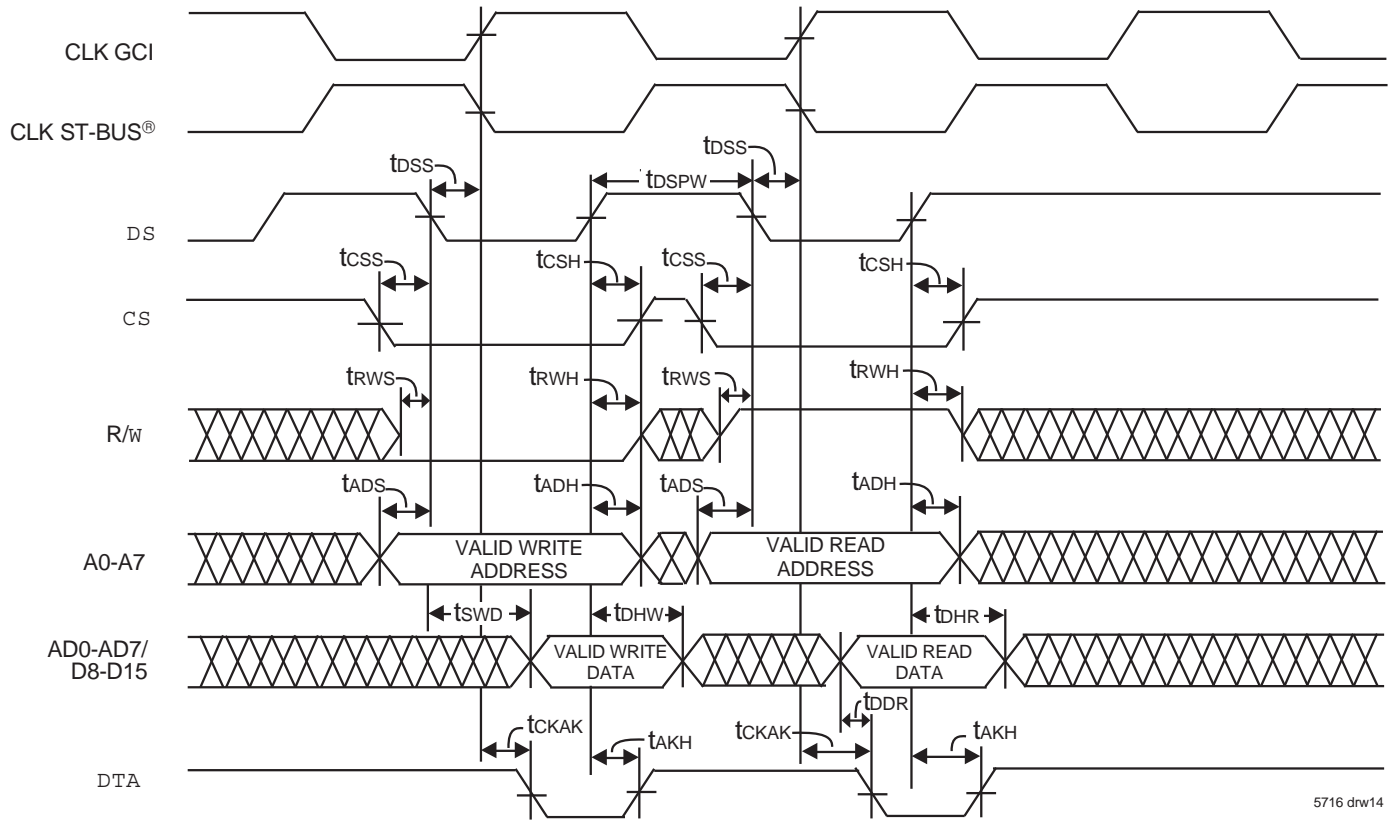 CLK GCI
CLK ST-BUS®
tDSS
tDSPW
tDSS
DS
tCSS
tCSH
tCSS
tCSH
CS
tRWS
tRWH
tRWS
tRWH
R/W
tADS
tADH
tADS
tADH
A0-A7
VALID WRITE
ADDRESS
VALID READ
ADDRESS
tSWD
tDHW
tDHR
AD0-AD7/
D8-D15
VALID WRITE
DATA
VALID READ
DATA
tDDR
tCKAK
tAKH
tCKAK
tAKH
DTA
5716 drw14